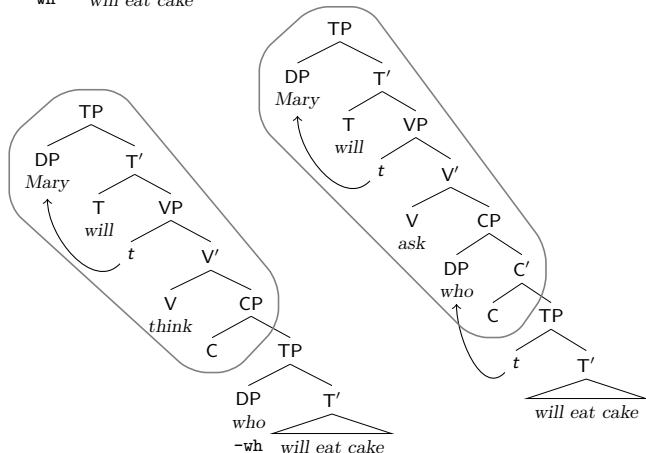 wh will eat cake
TP
DP T′
Mary
T VP
will
t V′
V CP
think
C TP
DP T′
who
-wh will eat cake
TP
DP T′
Mary
T VP
will
t V′
V CP
ask
DP C′
who
C TP
t T′
will eat cake